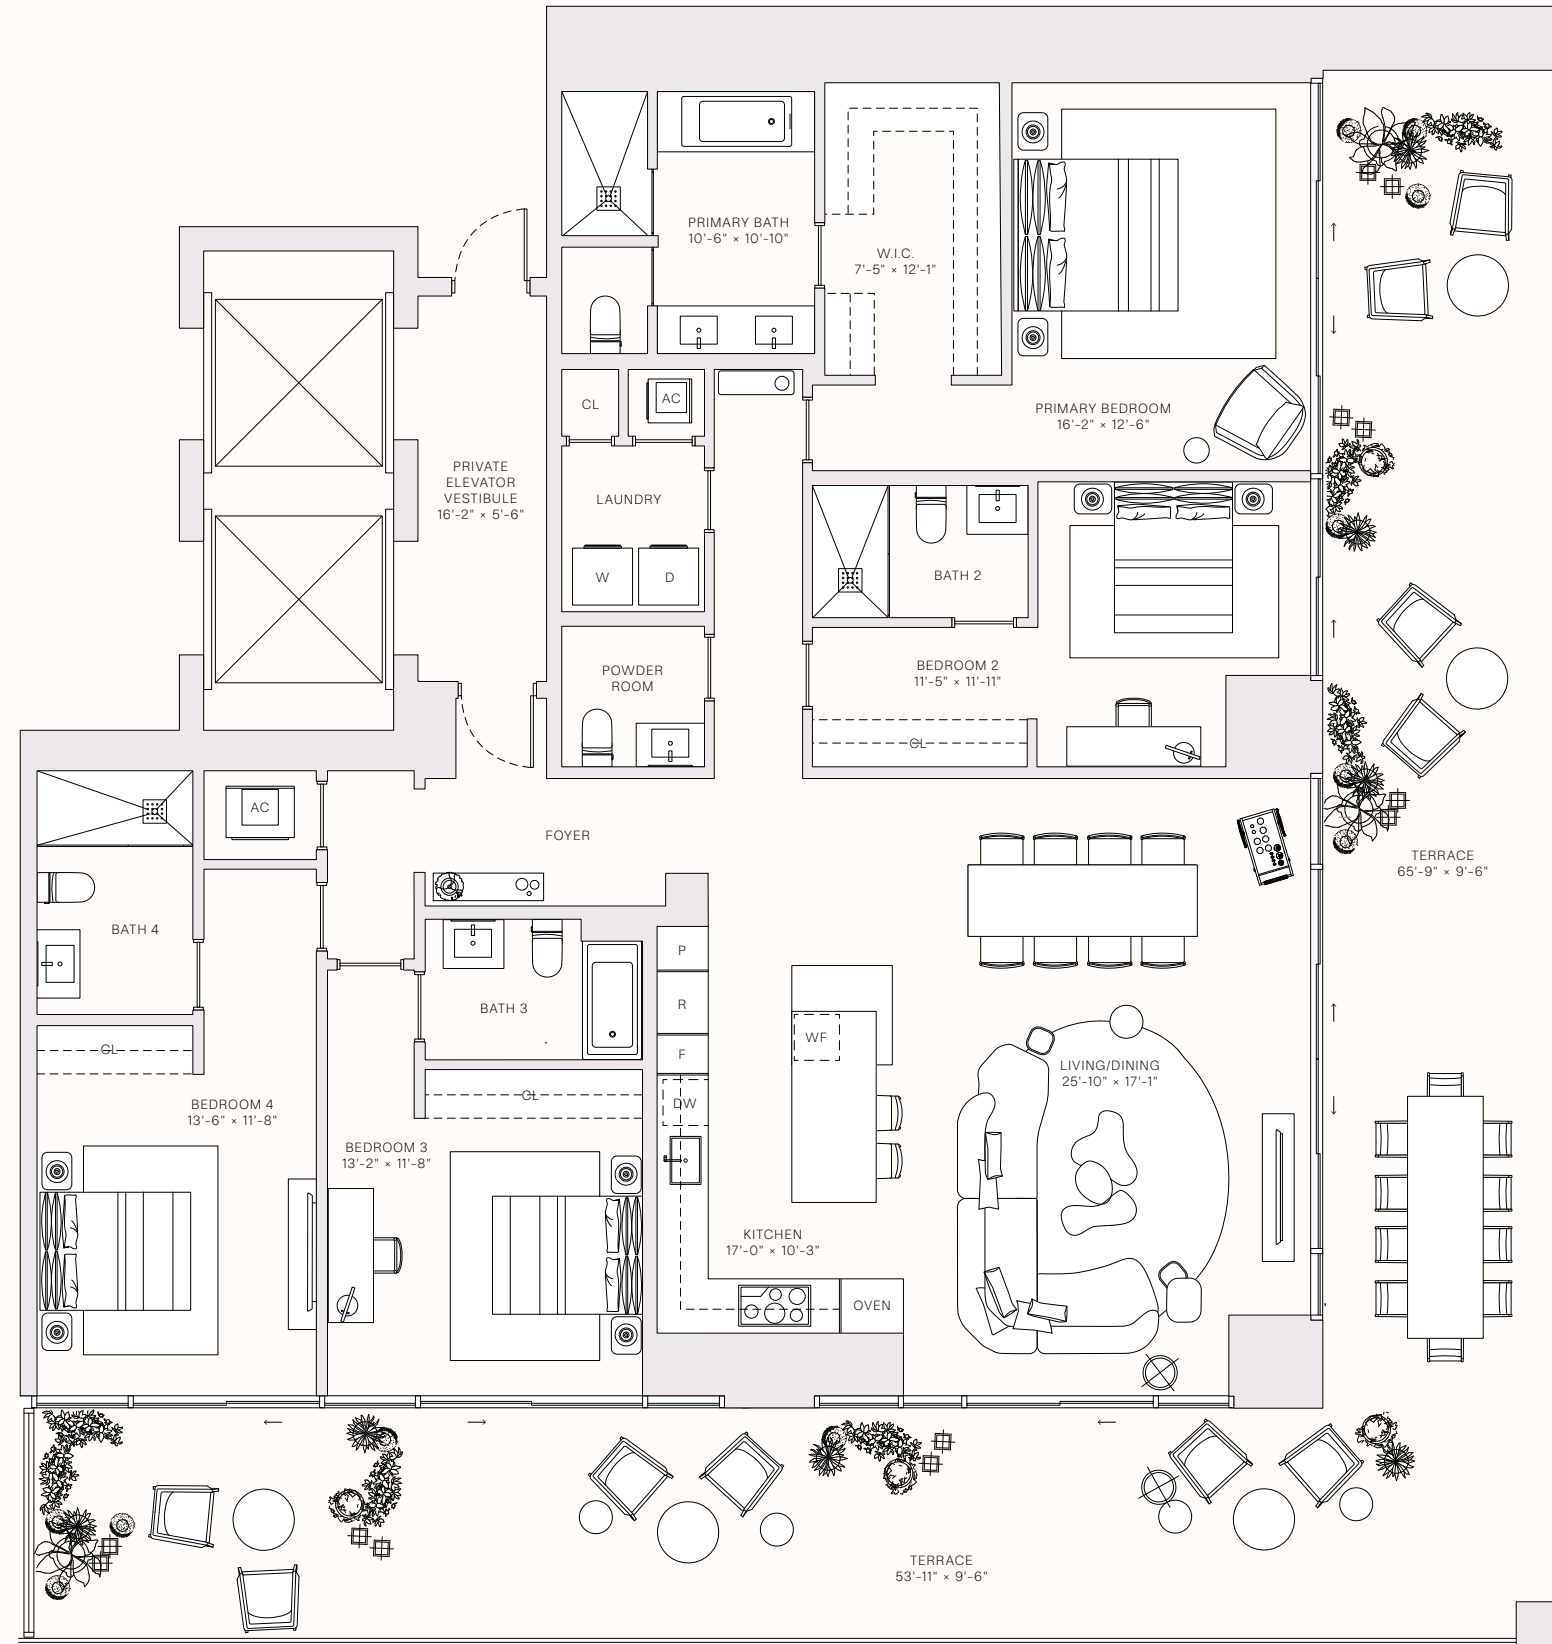 PRIMARY BATH
10'-6" × 10'-10"
W.I.C.
7'-5" × 12'-1"
PRIMARY BEDROOM
16'-2" × 12'-6"
CL
AC
PRIVATE
ELEVATOR
VESTIBULE
16'-2" × 5'-6"
LAUNDRY
W
D
BATH 2
POWDER
ROOM
BEDROOM 2
11'-5" × 11'-11"
CL
AC
FOYER
TERRACE
65'-9" × 9'-6"
BATH 4
P
BATH 3
R
WF
CL
F
LIVING/DINING
25'-10" × 17'-1"
CL
DW
BEDROOM 4
13'-6" × 11'-8"
BEDROOM 3
13'-2" × 11'-8"
KITCHEN
17'-0" × 10'-3"
OVEN
TERRACE
53'-11" × 9'-6"